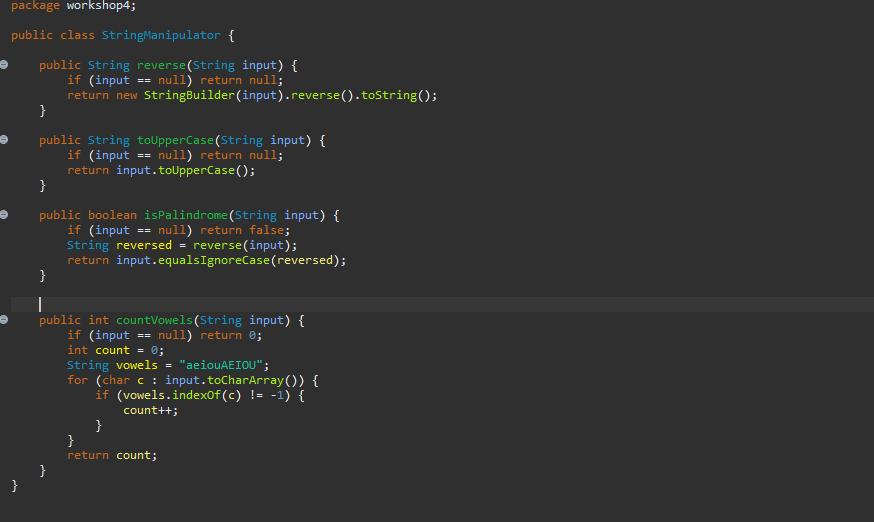 package workshop4;
public class StringManipulator {
public String reverse(String input) {
if (input == null) return null;
return new StringBuilder(input).reverse().toString();
}
public String toUpperCase(String input) {
if (input == null) return null;
return input.toUpperCase();
}
public boolean isPalindrome(String input) {
if (input == null) return false;
String reversed = reverse(input);
return input.equalsIgnoreCase(reversed);
}
public int countVowels(String input) {
if (input == null) return 0;
int count = 0;
String vowels = "aeiouAEIOU";
for (char c : input.toCharArray()) {
if (vowels.indexOf(c) != -1) {
count++;
}
}
return count;
}
}